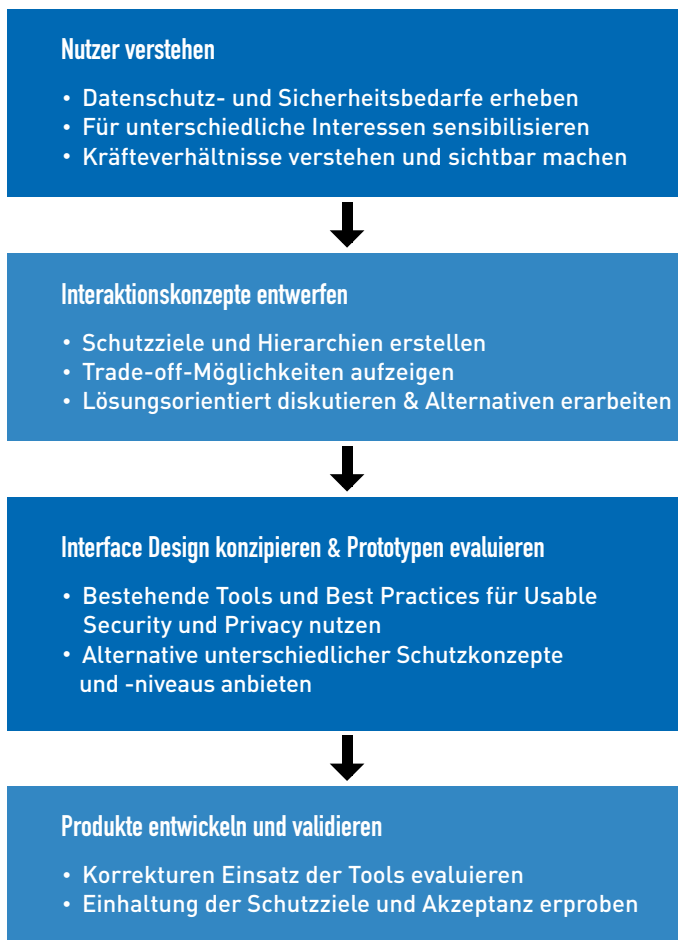 Nutzer verstehen
• Datenschutz- und Sicherheitsbedarfe erheben
• Für unterschiedliche Interessen sensibilisieren
• Kräfteverhältnisse verstehen und sichtbar machen
Interaktionskonzepte entwerfen
• Schutzziele und Hierarchien erstellen
• Trade-off-Möglichkeiten aufzeigen
• Lösungsorientiert diskutieren & Alternativen erarbeiten
Interface Design konzipieren & Prototypen evaluieren
• Bestehende Tools und Best Practices für Usable
Security und Privacy nutzen
• Alternative unterschiedlicher Schutzkonzepte
und -niveaus anbieten
Produkte entwickeln und validieren
• Korrekturen Einsatz der Tools evaluieren
• Einhaltung der Schutzziele und Akzeptanz erproben